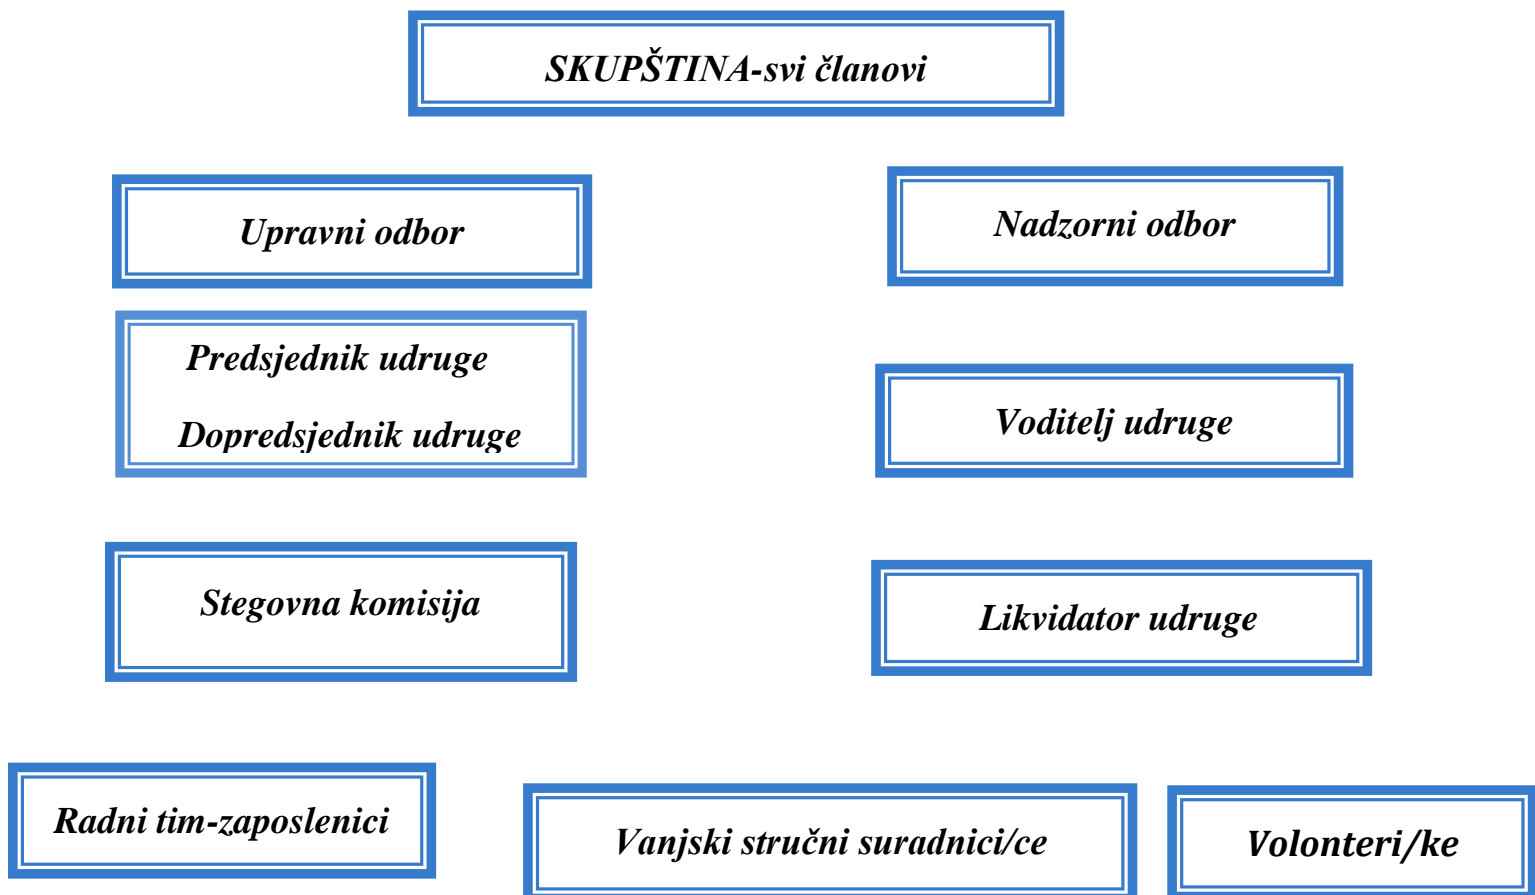 SKUPŠTINA-svi članovi
Upravni odbor
Nadzorni odbor
Predsjednik udruge
Dopredsjednik udruge
Voditelj udruge
Stegovna komisija
Likvidator udruge
Radni tim-zaposlenici
Vanjski stručni suradnici/ce
Volonteri/ke